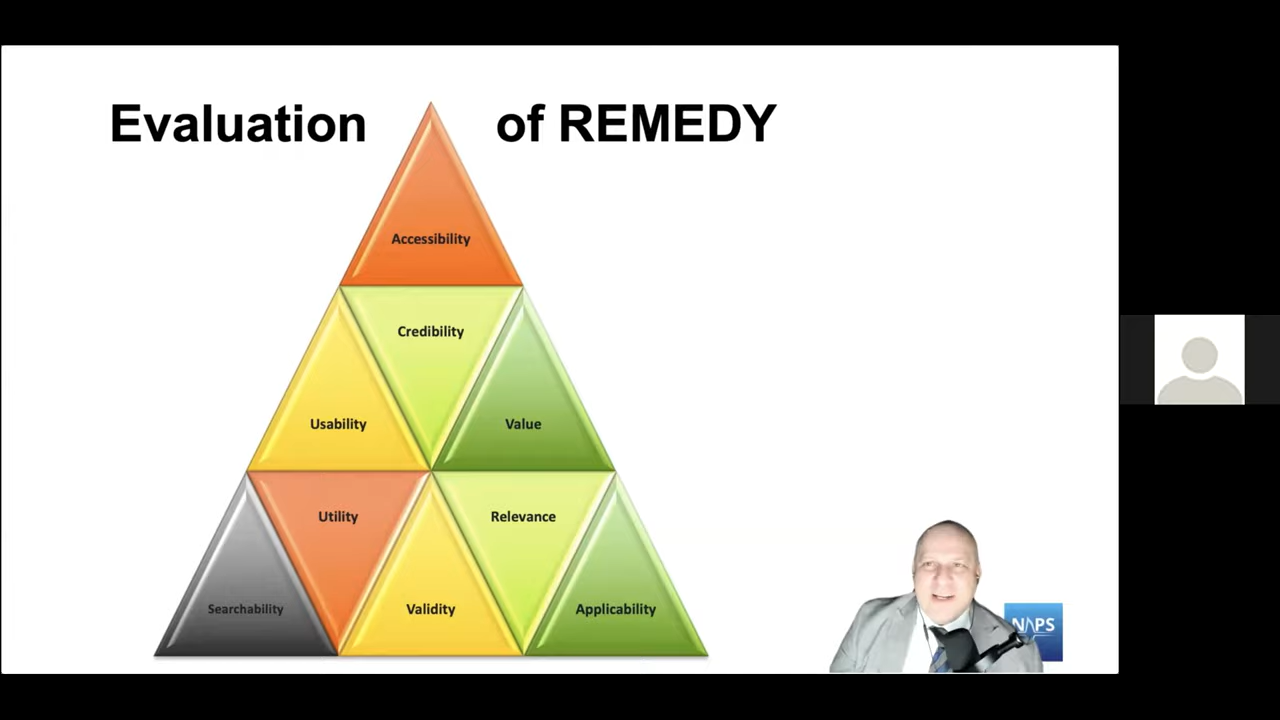 Evaluation of REMEDY
Accessibility
Credibility
Usability
Value
Utility
Relevance
Searchability
Validity
Applicability
NAPS